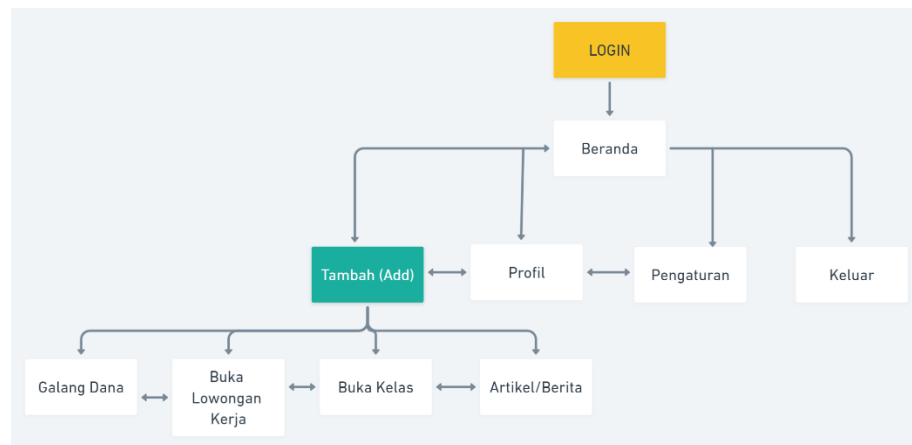 LOGIN
Beranda
Tambah (Add)
Profil
Pengaturan
Keluar
Galang Dana
Buka
Lowongan
Kerja
Buka Kelas
Artikel/Berita